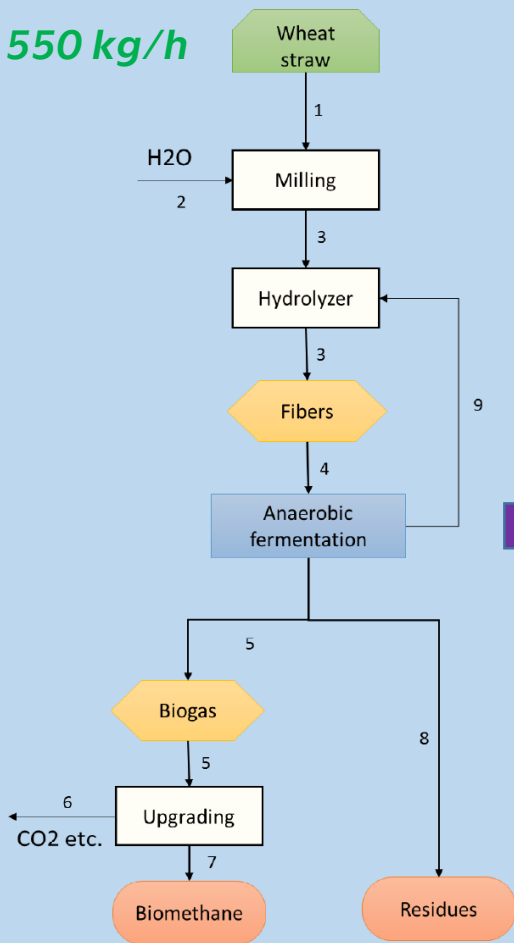 550 kg/h
Wheat
straw
1
H2O
2
Milling
3
Hydrolyzer
3
Fibers
9
4
Anaerobic
fermentation
5
Biogas
5
8
6
CO2 etc.
Upgrading
7
Biomethane
Residues